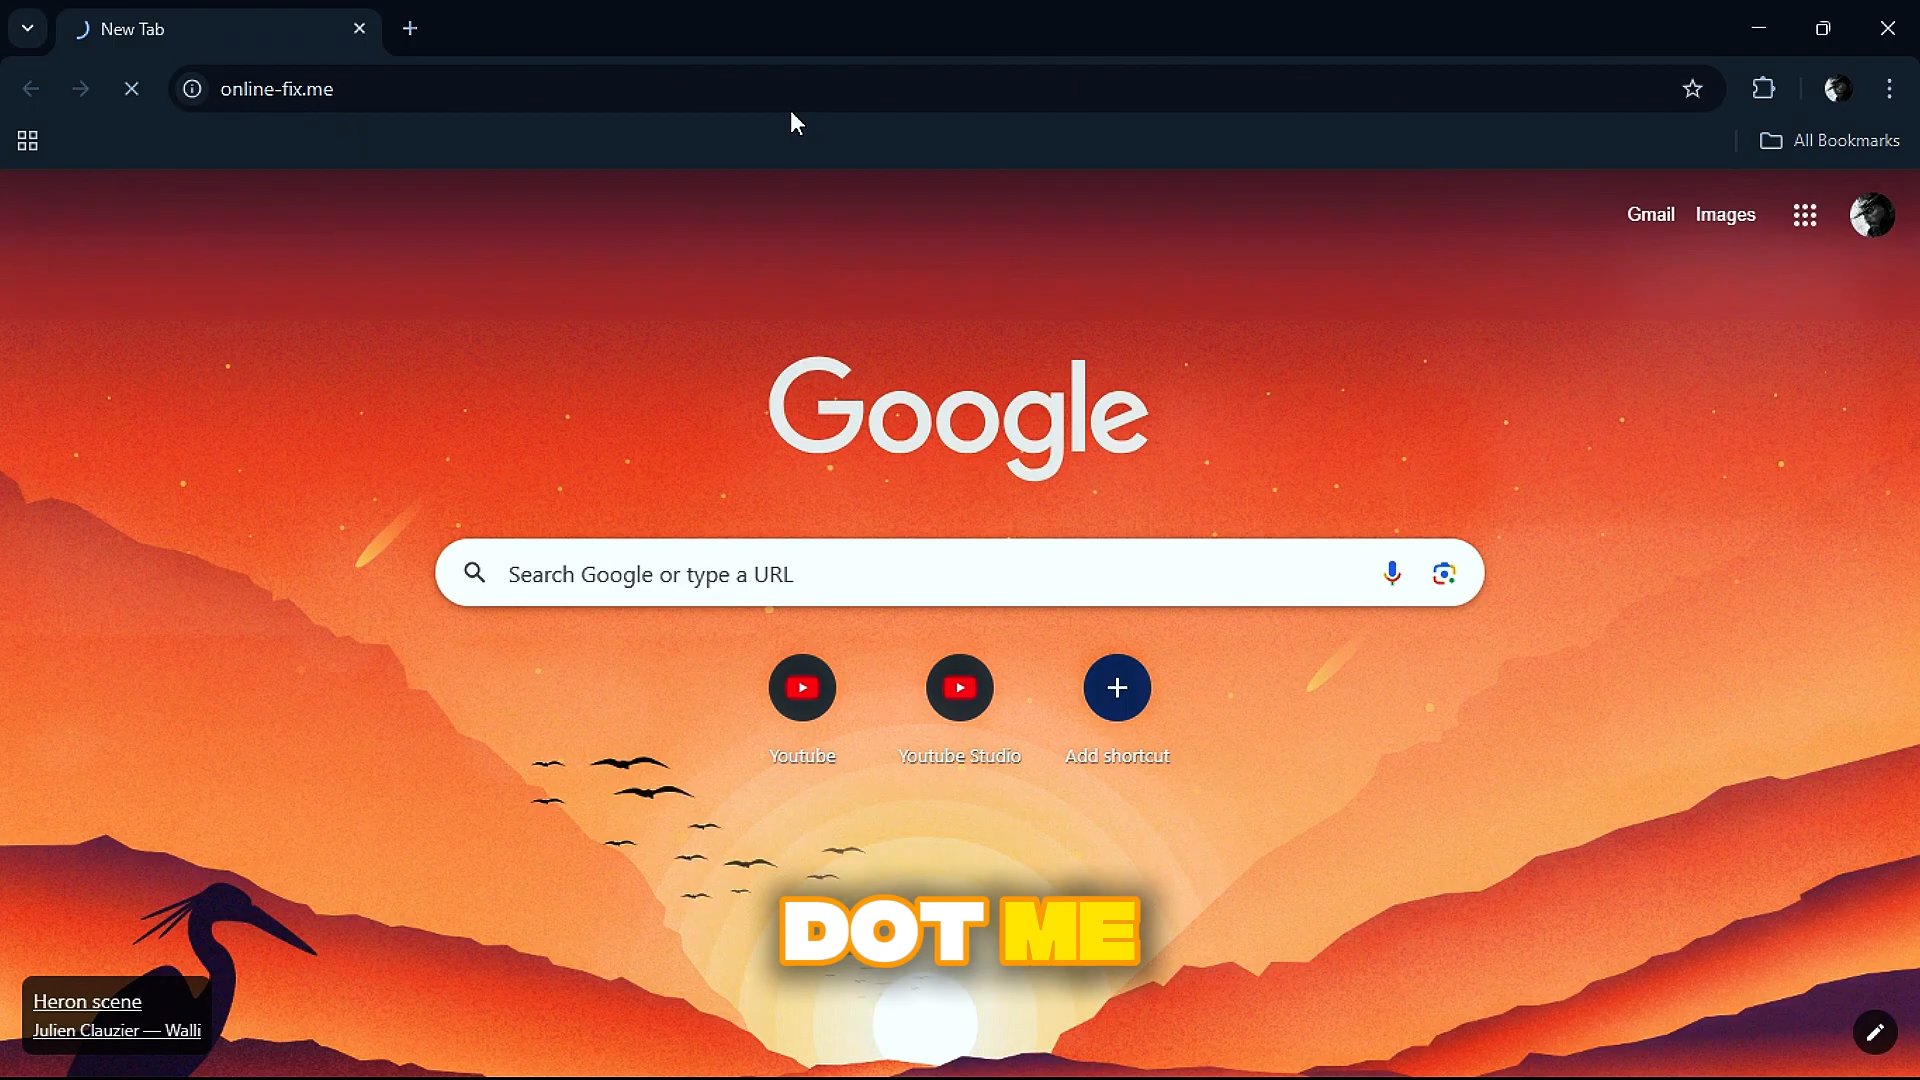 New Tab
online-fix.me
All Bookmarks
Gmail Images
Google
Search Google or type a URL
Youtube Youtube Studio Add shortcut
DOT ME
Heron scene
Julien Clauzier — Walli